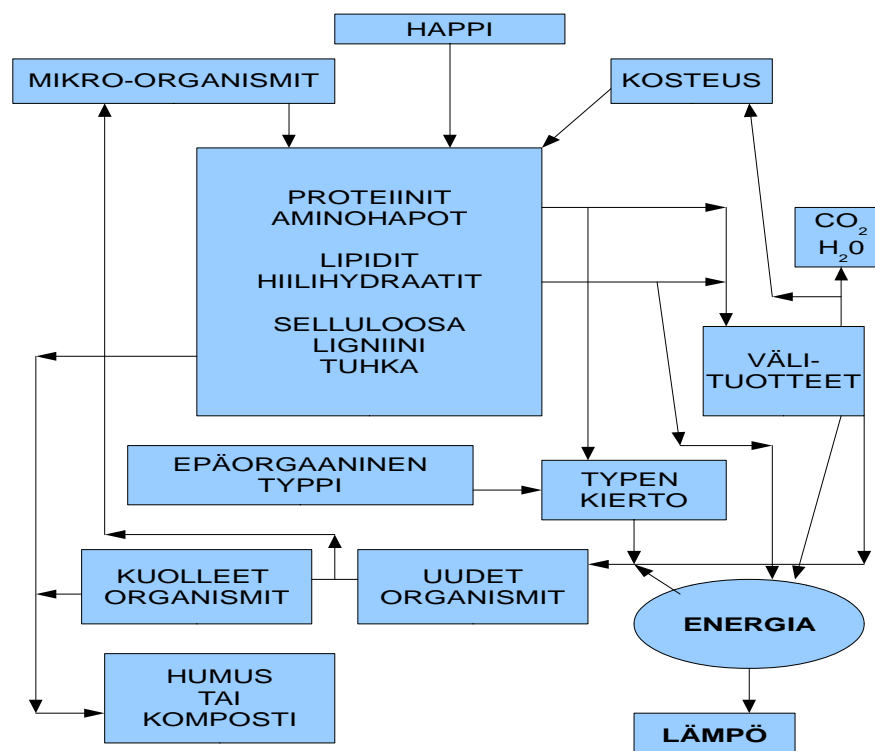 HAPPI
MIKRO-ORGANISMIT
KOSTEUS
PROTEIINIT
AMINOHAPOT
LIPIDIT
HIILIHYDRAATIT
SELLULOOSA
LIGNIINI
TUHKA
CO₂
H₂0
VÄLI-
TUOTTEET
EPÄORGAANINEN
TYPPI
TYPEN
KIERTO
KUOLLEET
ORGANISMIT
UUDET
ORGANISMIT
ENERGIA
HUMUS
TAI
KOMPOSTI
LÄMPÖ